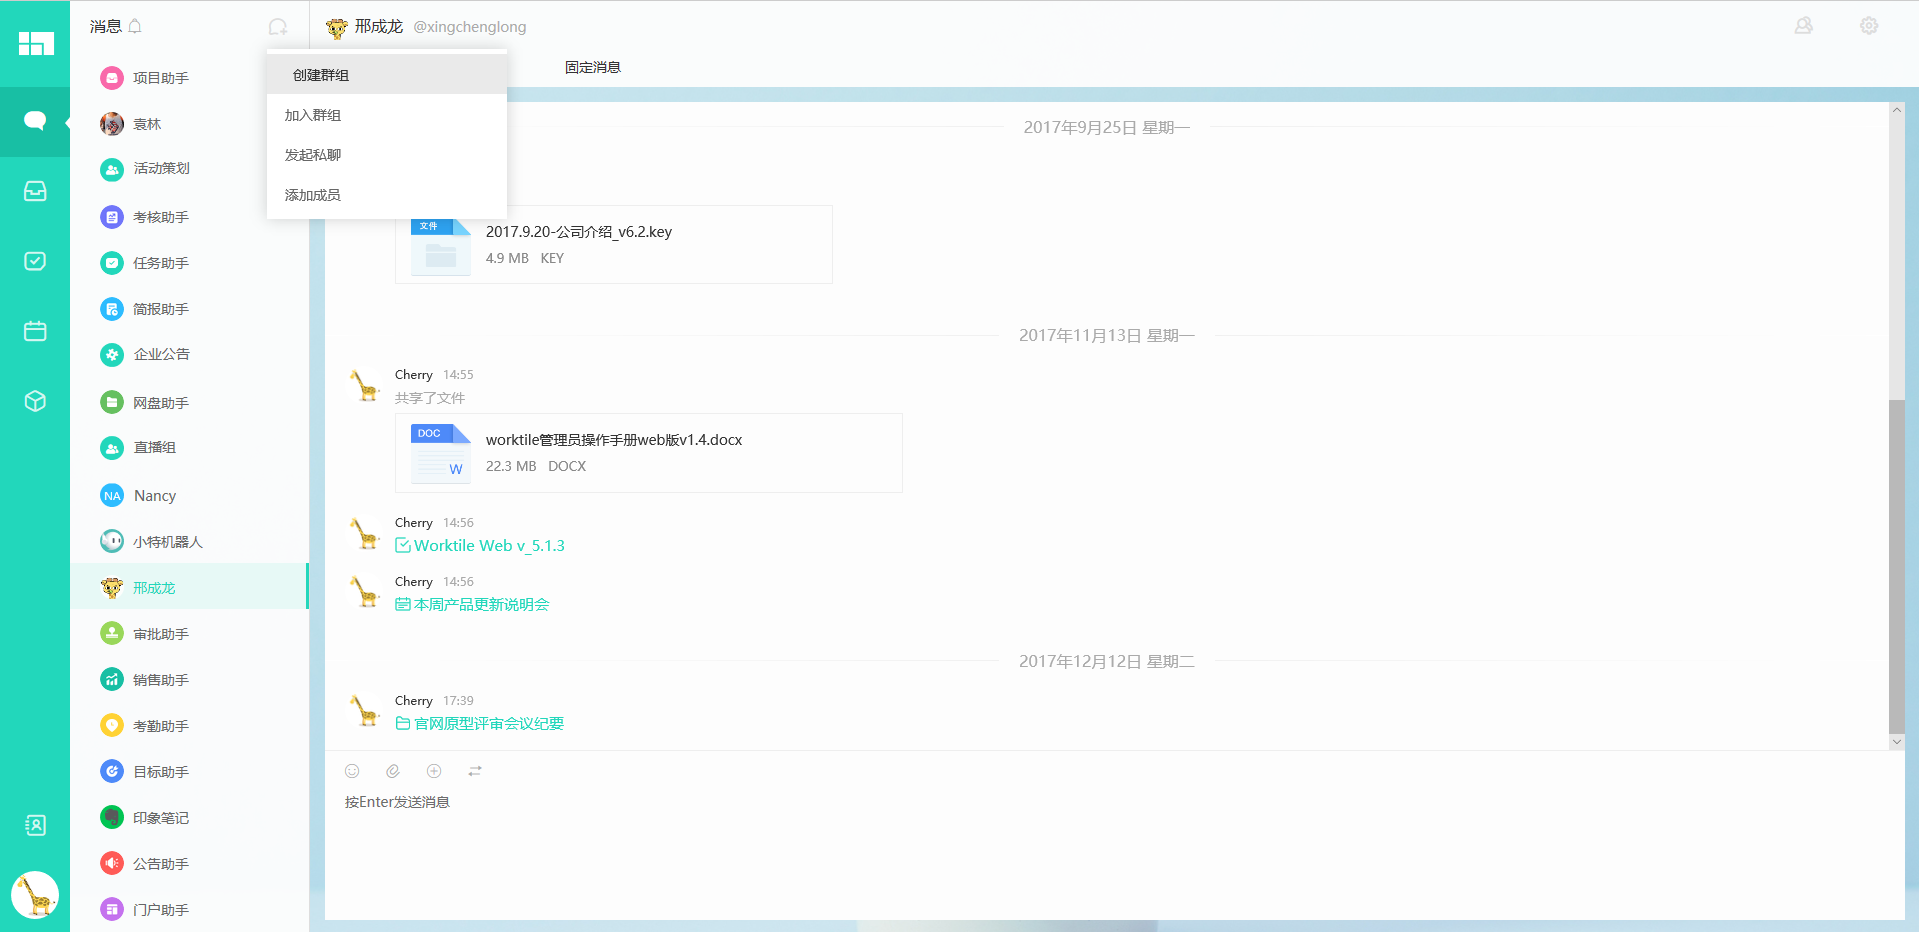 消息
项目助手
袁林
活动策划
考核助手
任务助手
简报助手
企业公告
网盘助手
直播组
NA Nancy
小特机器人
邢成龙
审批助手
销售助手
考勤助手
目标助手
印象笔记
公告助手
门户助手
创建群组
加入群组
发起私聊
添加成员
邢成龙 @xingchenglong
固定消息
2017年9月25日 星期一
文件
2017.9.20-公司介绍_v6.2.key
4.9 MB KEY
2017年11月13日 星期一
Cherry 14:55
共享了文件
DOC
W
worktile管理员操作手册web版v1.4.docx
22.3 MB DOCX
Cherry 14:56
Worktile Web v_5.1.3
Cherry 14:56
本周产品更新说明会
2017年12月12日 星期二
Cherry 17:39
官网原型评审会议纪要
按Enter发送消息